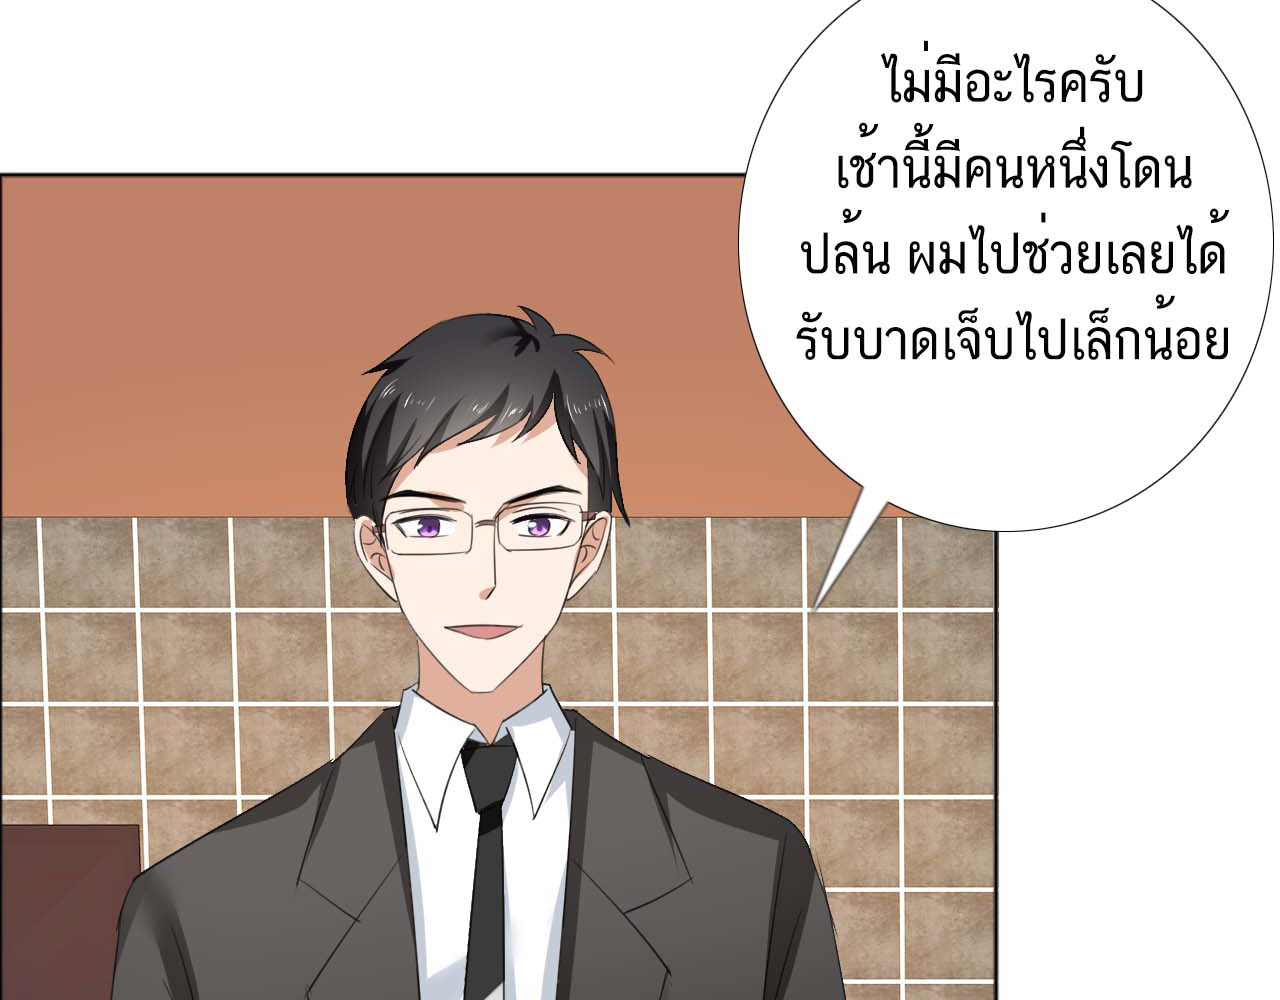 ไม่มีอะไรครับ
เช้านี้มีคนหนึ่งโดน
ปล้น ผมไปช่วยเลยได้
รับบาดเจ็บไปเล็กน้อย